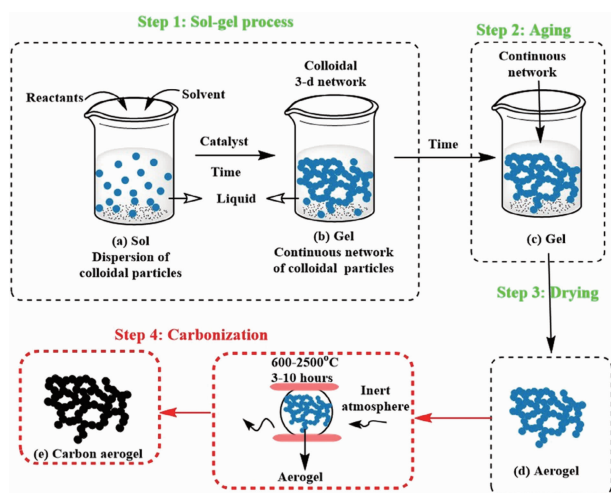 Step 1: Sol-gel process
Reactants
Solvent
Colloidal
3-d network
Catalyst
Time
Liquid
(a) Sol
Dispersion of
colloidal particles
(b) Gel
Continuous network
of colloidal particles
Time
Step 2: Aging
Continuous
network
(c) Gel
Step 3: Drying
(d) Aerogel
Step 4: Carbonization
600-2500°C
3-10 hours
Inert
atmosphere
Aerogel
(e) Carbon aerogel